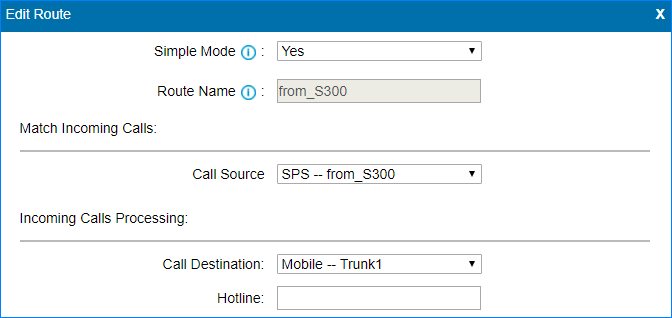 Edit Route X
Simple Mode i : Yes
Route Name i : from_S300
Match Incoming Calls:
Call Source SPS -- from_S300
Incoming Calls Processing:
Call Destination: Mobile -- Trunk1
Hotline: